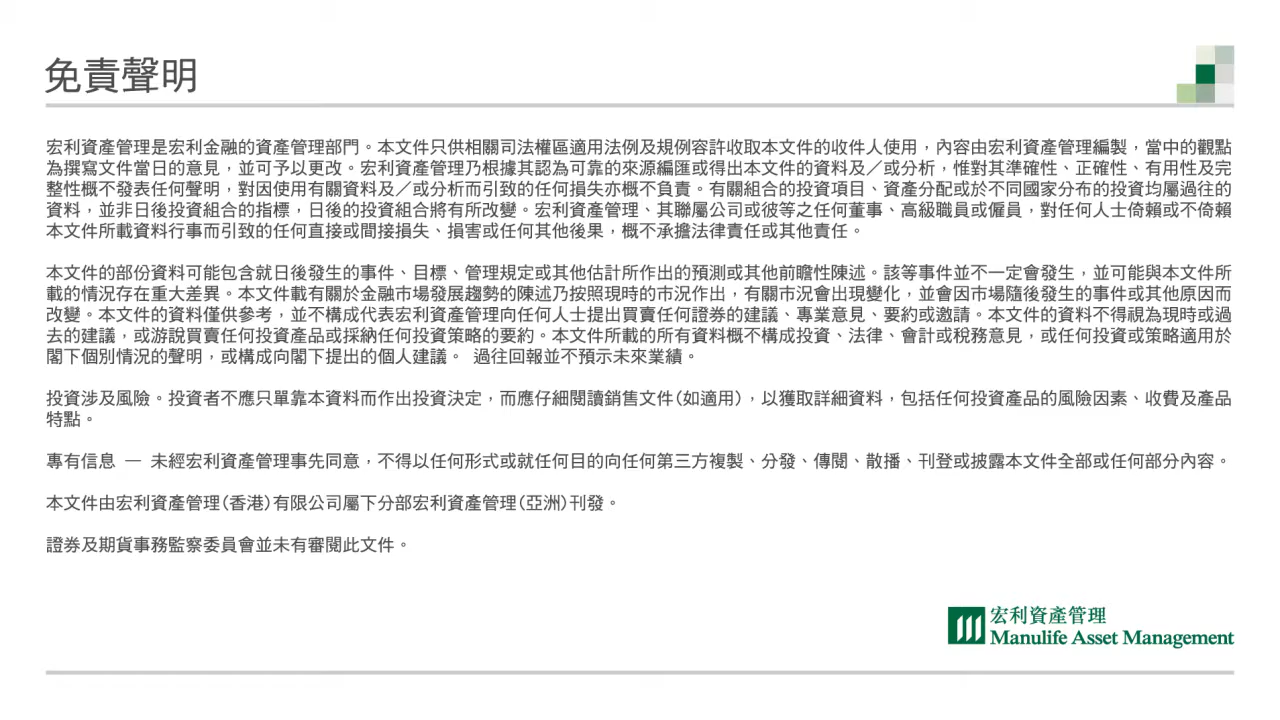 免責聲明
宏利資產管理是宏利金融的資產管理部門。本文件只供相關司法權區適用法例及規例容許收取本文件的收件人使用，內容由宏利資產管理編製，當中的觀點
為撰寫文件當日的意見，並可予以更改。宏利資產管理乃根據其認為可靠的來源編匯或得出本文件的資料及／或分析，惟對其準確性、正確性、有用性及完
整性概不發表任何聲明，對因使用有關資料及／或分析而引致的任何損失亦概不負責。有關組合的投資項目、資產分配或於不同國家分布的投資均屬過往的
資料，並非日後投資組合的指標，日後的投資組合將有所改變。宏利資產管理、其聯屬公司或彼等之任何董事、高級職員或僱員，對任何人士倚賴或不倚賴
本文件所載資料行事而引致的任何直接或間接損失、損害或任何其他後果，概不承擔法律責任或其他責任。
本文件的部份資料可能包含就日後發生的事件、目標、管理規定或其他估計所作出的預測或其他前瞻性陳述。該等事件並不一定會發生，並可能與本文件所
載的情況存在重大差異。本文件載有關於金融市場發展趨勢的陳述乃按照現時的市況作出，有關市況會出現變化，並會因市場隨後發生的事件或其他原因而
改變。本文件的資料僅供參考，並不構成代表宏利資產管理向任何人士提出買賣任何證券的建議、專業意見、要約或邀請。本文件的資料不得視為現時或過
去的建議，或游說買賣任何投資產品或採納任何投資策略的要約。本文件所載的所有資料概不構成投資、法律、會計或稅務意見，或任何投資或策略適用於
閣下個別情況的聲明，或構成向閣下提出的個人建議。 過往回報並不預示未來業績。
投資涉及風險。投資者不應只單靠本資料而作出投資決定，而應仔細閱讀銷售文件(如適用)，以獲取詳細資料，包括任何投資產品的風險因素、收費及產品
特點。
專有信息 — 未經宏利資產管理事先同意，不得以任何形式或就任何目的向任何第三方複製、分發、傳閱、散播、刊登或披露本文件全部或任何部分內容。
本文件由宏利資產管理(香港)有限公司屬下分部宏利資產管理(亞洲)刊發。
證券及期貨事務監察委員會並未有審閱此文件。
宏利資產管理
Manulife Asset Management